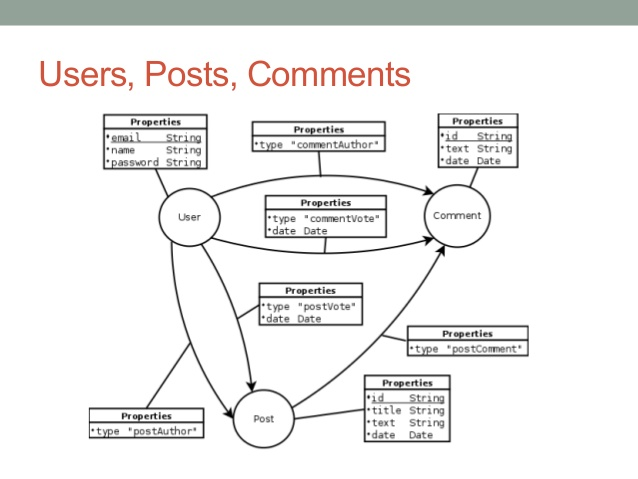 Users, Posts, Comments
Properties
*email String
*name String
*password String
Properties
*type "commentAuthor"
Properties
*id String
*text String
*date Date
User
Properties
*type "commentVote"
*date Date
Comment
Properties
*type "postVote"
*date Date
Properties
*type "postComment"
Properties
*type "postAuthor"
Post
Properties
*id String
*title String
*text String
*date Date